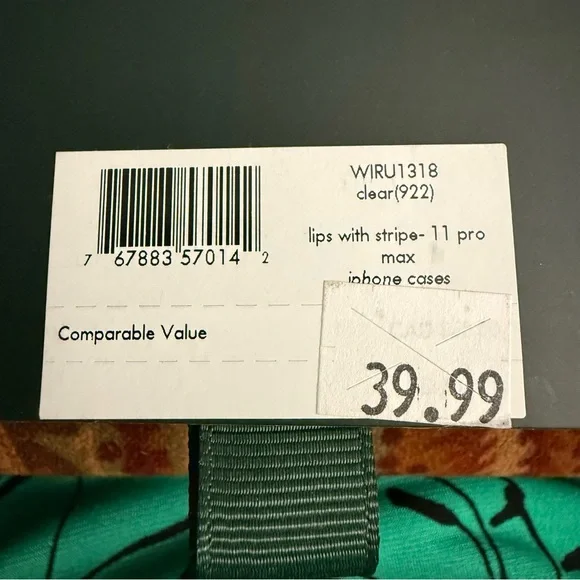 7 67883 57014 2
WIRU1318
clear(922)
lips with stripe- 11 pro
max
iphone cases
Comparable Value
39.99